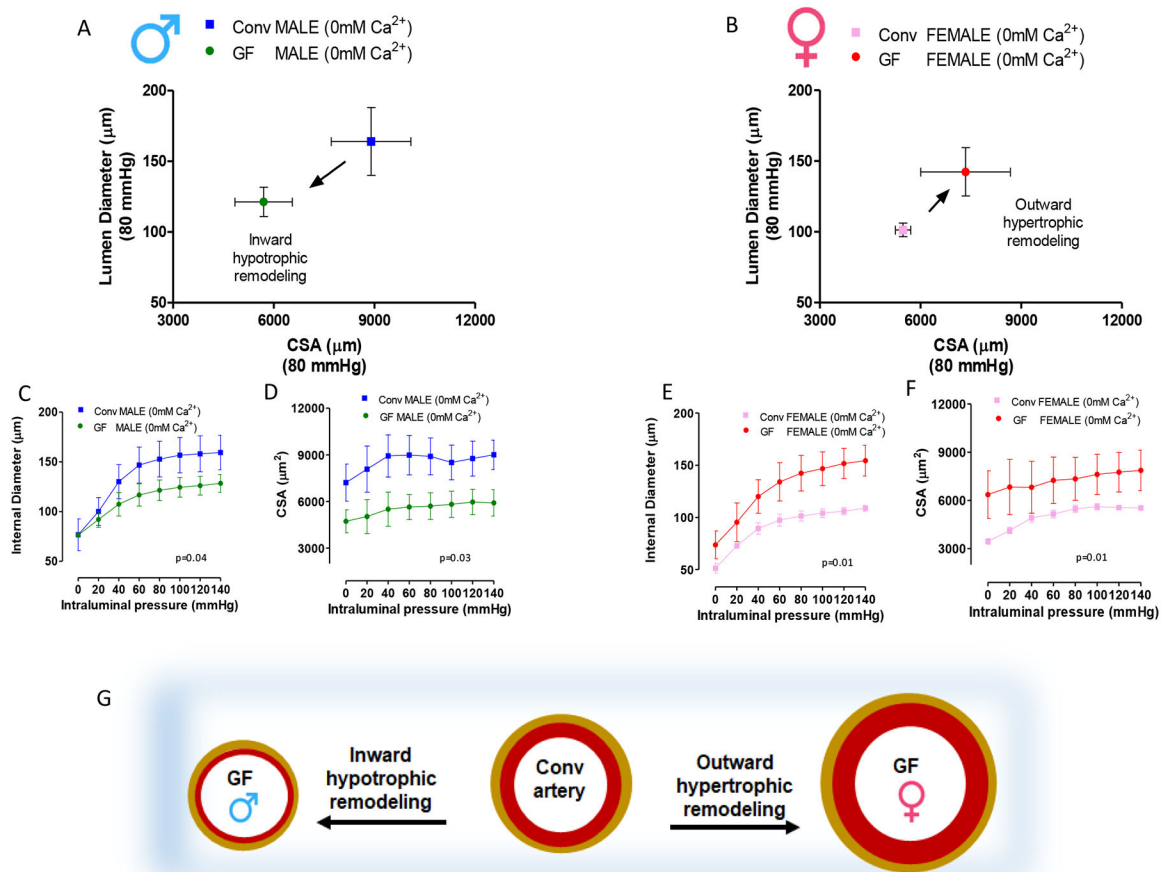 A
Conv MALE (0mM Ca2+)
GF MALE (0mM Ca2+)
200
150
100
50
Lumen Diameter (µm)
(80 mmHg)
3000 6000 9000 12000
CSA (µm)
(80 mmHg)
Inward
hypotrophic
remodeling
B
Conv FEMALE (0mM Ca2+)
GF FEMALE (0mM Ca2+)
200
150
100
50
Lumen Diameter (µm)
(80 mmHg)
3000 6000 9000 12000
CSA (µm)
(80 mmHg)
Outward
hypertrophic
remodeling
C
Conv MALE (0mM Ca2+)
GF MALE (0mM Ca2+)
200
150
100
50
Internal Diameter (µm)
p=0.04
0 20 40 60 80 100 120 140
Intraluminal pressure (mmHg)
D
Conv MALE (0mM Ca2+)
GF MALE (0mM Ca2+)
12000
9000
6000
3000
CSA (µm2)
p=0.03
0 20 40 60 80 100 120 140
Intraluminal pressure (mmHg)
E
Conv FEMALE (0mM Ca2+)
GF FEMALE (0mM Ca2+)
200
150
100
50
Internal Diameter (µm)
p=0.01
0 20 40 60 80 100 120 140
Intraluminal pressure (mmHg)
F
Conv FEMALE (0mM Ca2+)
GF FEMALE (0mM Ca2+)
12000
9000
6000
3000
CSA (µm2)
p=0.01
0 20 40 60 80 100 120 140
Intraluminal pressure (mmHg)
G
GF
Inward
hypotrophic
remodeling
Conv
artery
Outward
hypertrophic
remodeling
GF